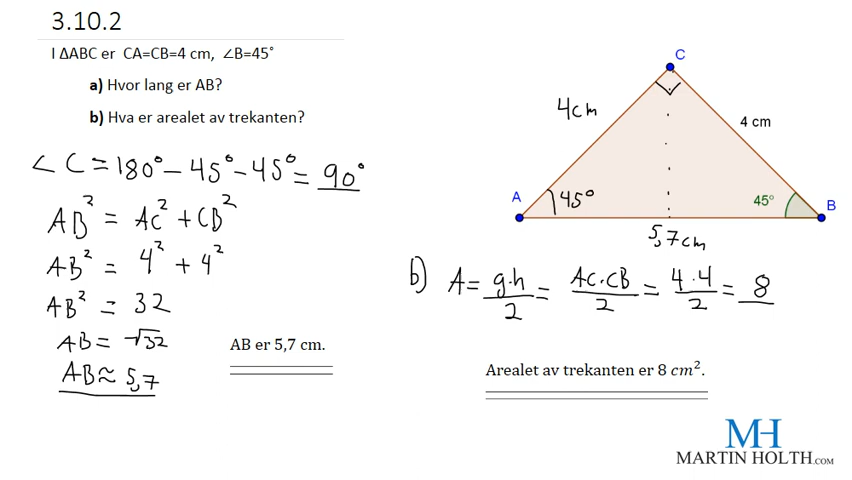 3.10.2
I ΔABC er CA=CB=4 cm, ∠B=45°
a) Hvor lang er AB?
b) Hva er arealet av trekanten?
∠ C = 180° - 45° - 45° = 90°
AB² = AC² + CB²
AB² = 4² + 4²
AB² = 32
AB = √32
AB ≈ 5,7
AB er 5,7 cm.
C
4cm
4 cm
A
45°
45°
B
5,7cm
b) A = g·h/2 = AC·CB/2 = 4·4/2 = 8
Arealet av trekanten er 8 cm².
MH
MARTIN HOLTH.COM